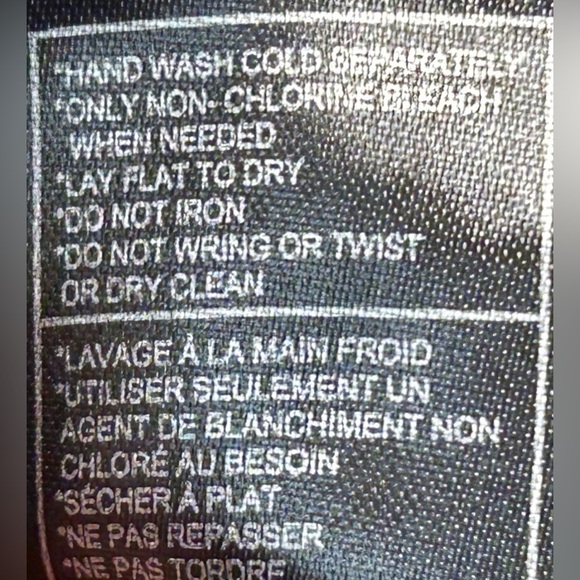 *HAND WASH COLD SEPARATELY
*ONLY NON-CHLORINE BLEACH
WHEN NEEDED
*LAY FLAT TO DRY
*DO NOT IRON
*DO NOT WRING OR TWIST
OR DRY CLEAN
*LAVAGE À LA MAIN FROID
*UTILISER SEULEMENT UN
AGENT DE BLANCHIMENT NON
CHLORÉ AU BESOIN
*SÉCHER À PLAT
*NE PAS REPASSER
*NE PAS TORDRE